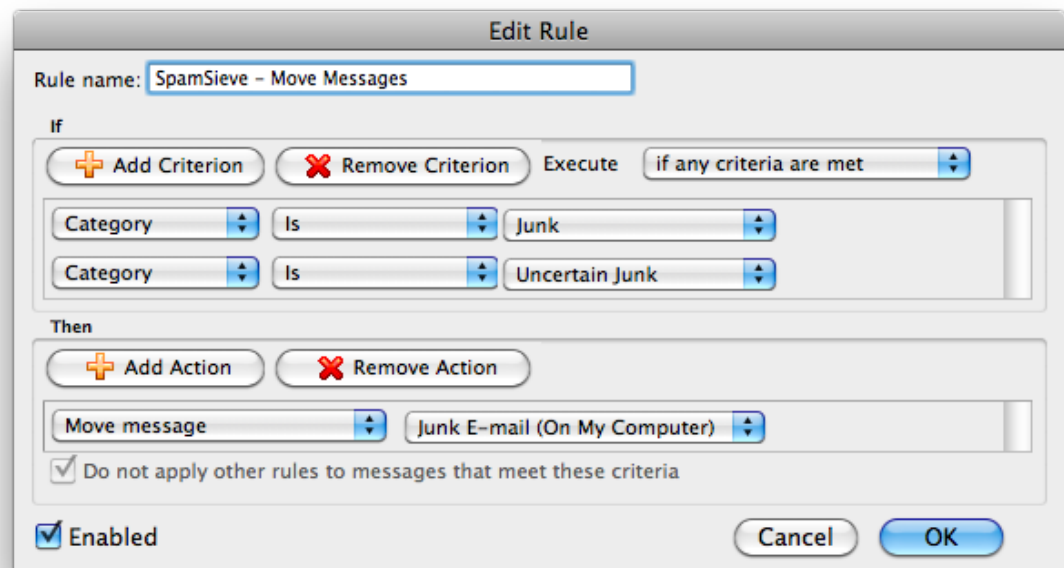 Edit Rule
Rule name: SpamSieve – Move Messages
If
Add Criterion Remove Criterion Execute if any criteria are met
Category Is Junk
Category Is Uncertain Junk
Then
Add Action Remove Action
Move message Junk E-mail (On My Computer)
Do not apply other rules to messages that meet these criteria
Enabled Cancel OK